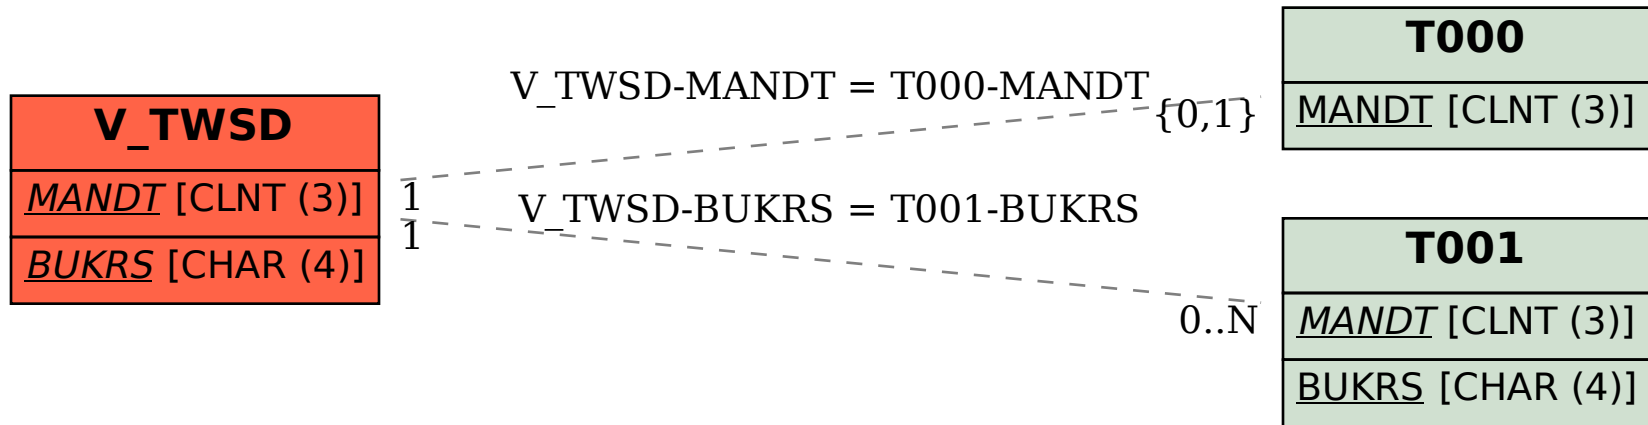 V_TWSD
MANDT [CLNT (3)]
BUKRS [CHAR (4)]
V_TWSD-MANDT = T000-MANDT
{0,1}
1
V_TWSD-BUKRS = T001-BUKRS
1
0..N
T000
MANDT [CLNT (3)]
T001
MANDT [CLNT (3)]
BUKRS [CHAR (4)]